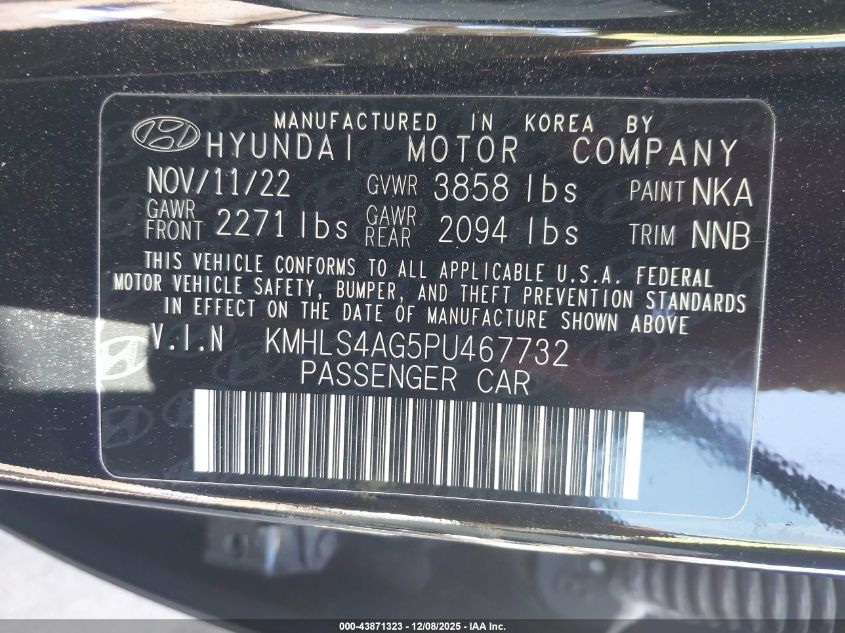 MANUFACTURED IN KOREA BY
HYUNDAI MOTOR COMPANY
NOV/11/22 GVWR 3858 lbs PAINT NKA
GAWR FRONT 2271 lbs GAWR REAR 2094 lbs TRIM NNB
THIS VEHICLE CONFORMS TO ALL APPLICABLE U.S.A. FEDERAL
MOTOR VEHICLE SAFETY, BUMPER, AND THEFT PREVENTION STANDARDS
IN EFFECT ON THE DATE OF MANUFACTURE SHOWN ABOVE
V.I.N KMHLS4AG5PU467732
PASSENGER CAR
000-43871323 - 12/08/2025 - IAA Inc.